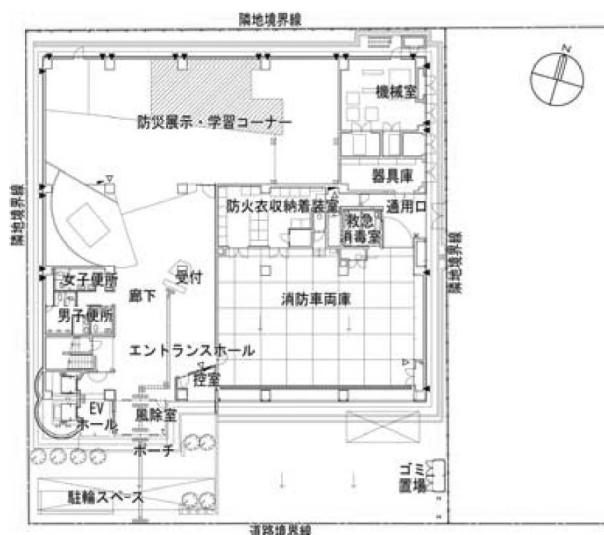 隣地境界線
N
機械室
防災展示・学習コーナー
器具庫
隣地境界線
防火衣収納着装室
通用口
救急
消毒室
隣地境界線
女子便所
受付
廊下
消防車両庫
男子便所
エントランスホール
控室
EV
ホール
風除室
ポーチ
ゴミ
置場
駐輪スペース
道路境界線